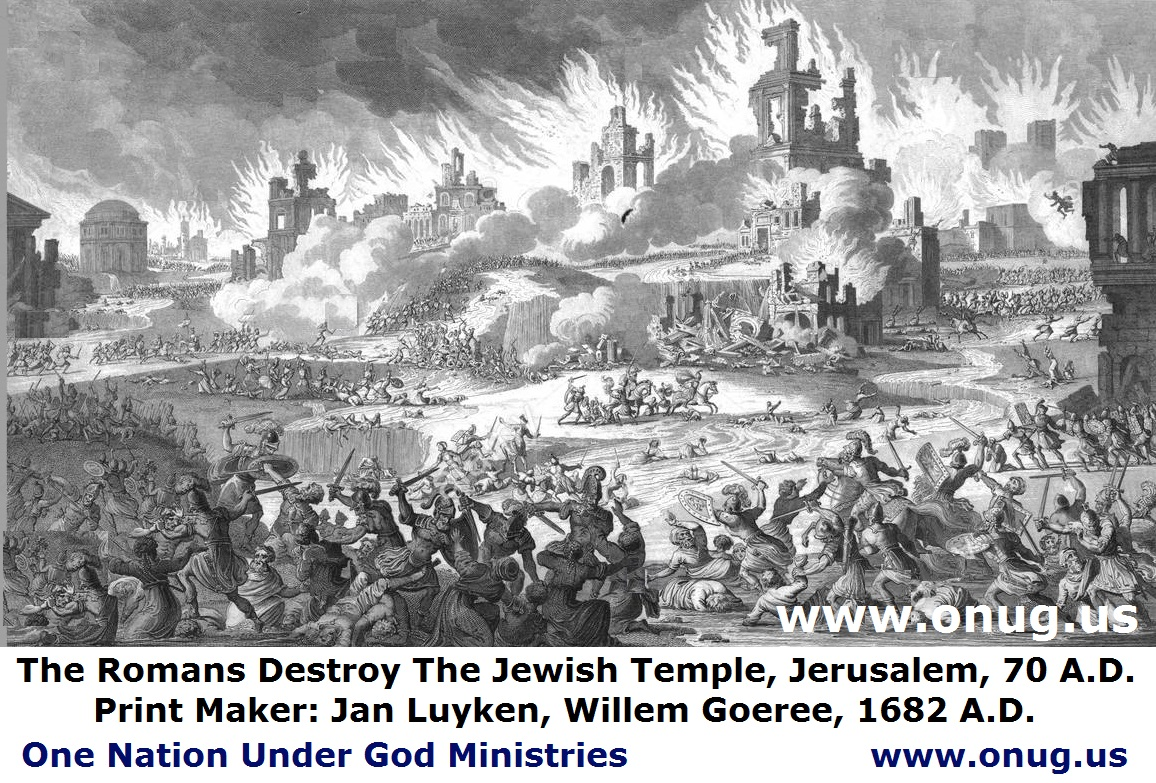 www.onug.us
The Romans Destroy The Jewish Temple, Jerusalem, 70 A.D.
Print Maker: Jan Luyken, Willem Goeree, 1682 A.D.
One Nation Under God Ministries www.onug.us